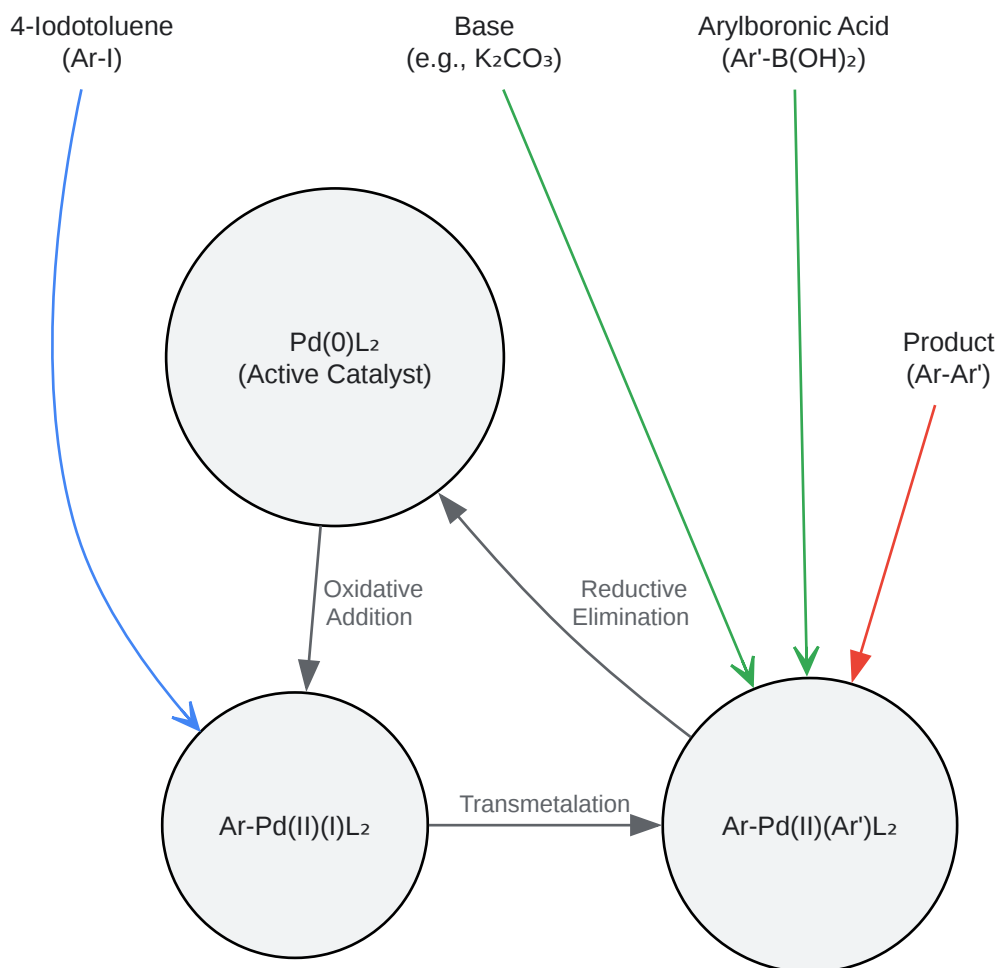 4-Iodotoluene
(Ar-I)
Base
(e.g., K₂CO₃)
Arylboronic Acid
(Ar'-B(OH)₂)
Pd(0)L₂
(Active Catalyst)
Product
(Ar-Ar')
Oxidative
Addition
Reductive
Elimination
Transmetalation
Ar-Pd(II)(I)L₂
Ar-Pd(II)(Ar')L₂